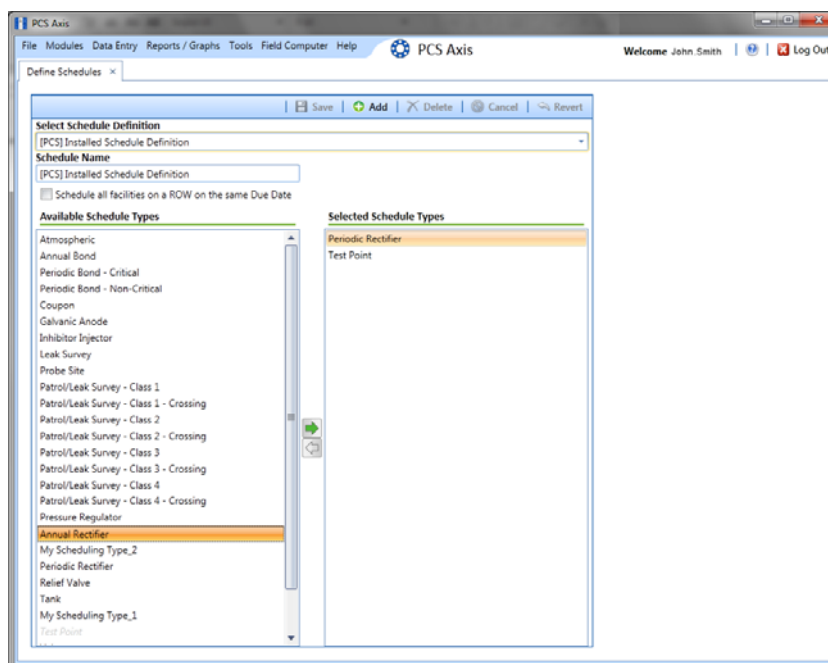 PCS Axis
File Modules Data Entry Reports / Graphs Tools Field Computer Help
PCS Axis
Welcome John.Smith | | Log Out
Define Schedules ×
| Save | Add | Delete | Cancel | Revert
Select Schedule Definition
[PCS] Installed Schedule Definition
Schedule Name
[PCS] Installed Schedule Definition
Schedule all facilities on a ROW on the same Due Date
Available Schedule Types
Atmospheric
Annual Bond
Periodic Bond - Critical
Periodic Bond - Non-Critical
Coupon
Galvanic Anode
Inhibitor Injector
Leak Survey
Probe Site
Patrol/Leak Survey - Class 1
Patrol/Leak Survey - Class 1 - Crossing
Patrol/Leak Survey - Class 2
Patrol/Leak Survey - Class 2 - Crossing
Patrol/Leak Survey - Class 3
Patrol/Leak Survey - Class 3 - Crossing
Patrol/Leak Survey - Class 4
Patrol/Leak Survey - Class 4 - Crossing
Pressure Regulator
Annual Rectifier
My Scheduling Type_2
Periodic Rectifier
Relief Valve
Tank
My Scheduling Type_1
Test Point
Selected Schedule Types
Periodic Rectifier
Test Point